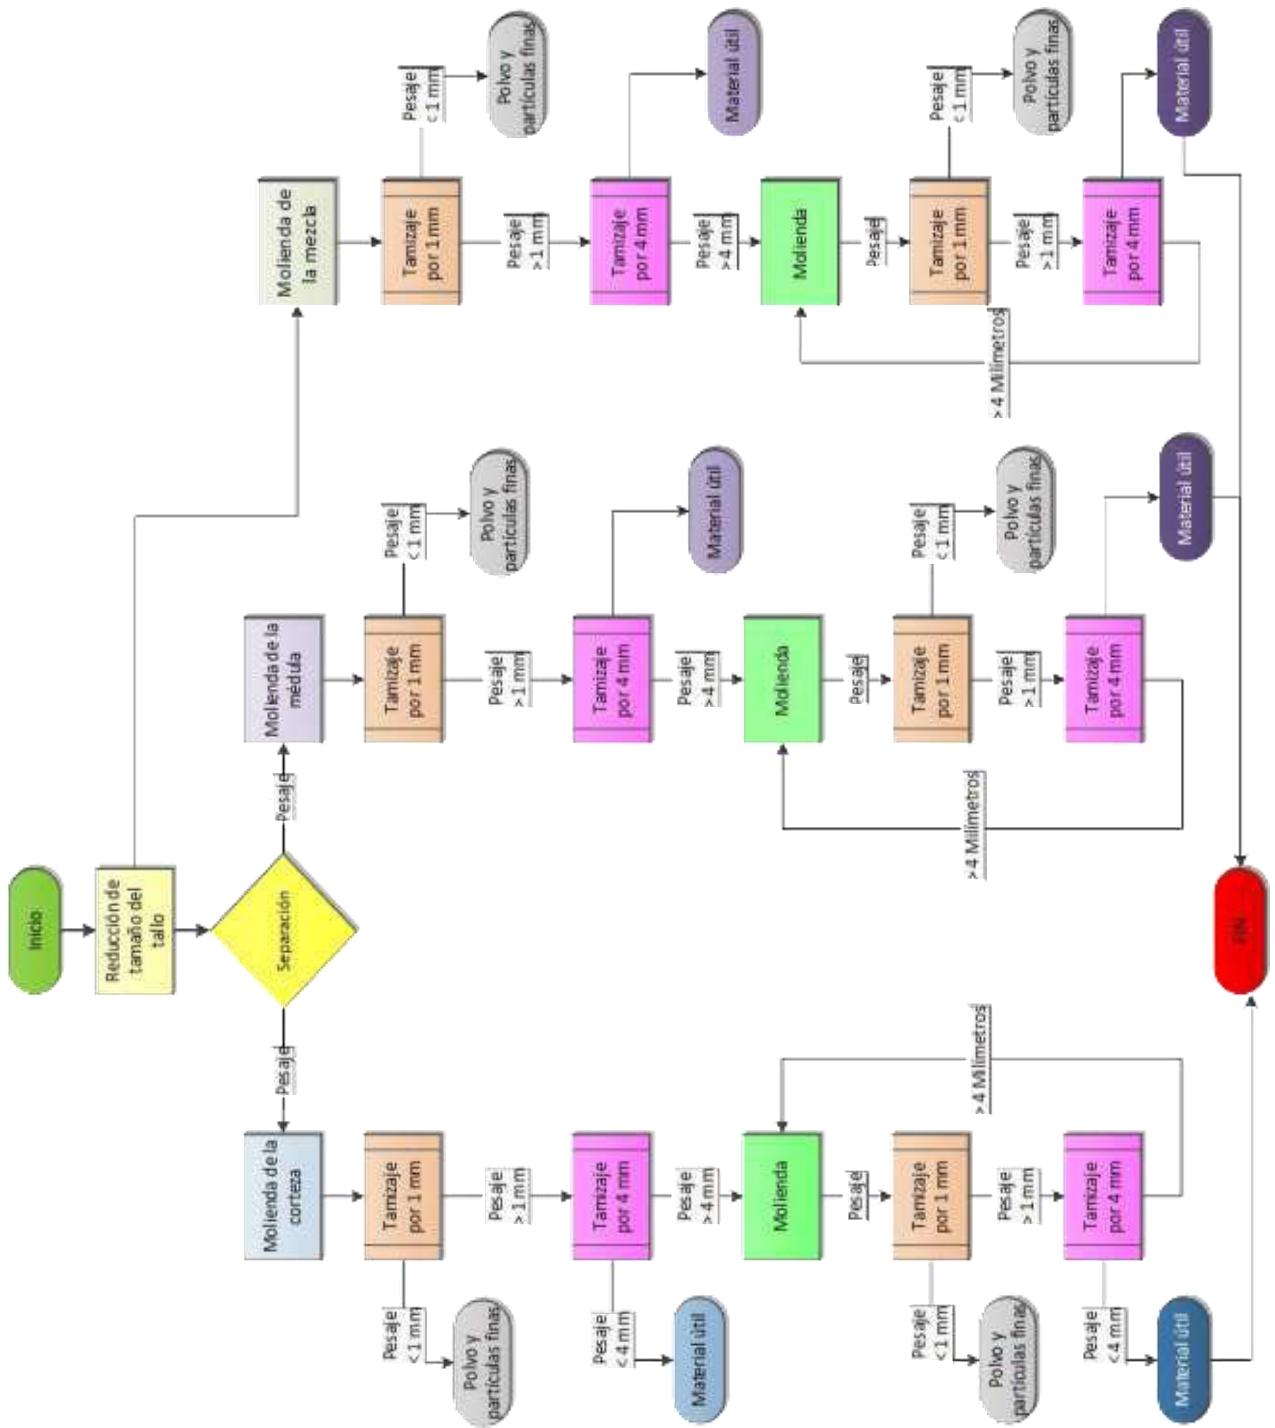 Inicio
Reducción de
tamaño del
tallo
Separación
Pesaje
Pesaje
Molienda de la
corteza
Tamizaje
por 1 mm
Pesaje
< 1 mm
Polvo y
partículas finas
Pesaje
> 1 mm
Tamizaje
por 4 mm
Pesaje
< 4 mm
Material útil
Pesaje
> 4 mm
Molienda
Pesaje
Tamizaje
por 1 mm
Pesaje
< 1 mm
Polvo y
partículas finas
Pesaje
> 1 mm
Tamizaje
por 4 mm
Pesaje
< 4 mm
Material útil
> 4 Milímetros
Molienda de la
médula
Tamizaje
por 1 mm
Pesaje
< 1 mm
Polvo y
partículas finas
Pesaje
> 1 mm
Tamizaje
por 4 mm
Material útil
Pesaje
> 4 mm
Molienda
Pesaje
Tamizaje
por 1 mm
Pesaje
< 1 mm
Polvo y
partículas finas
Pesaje
> 1 mm
Tamizaje
por 4 mm
Material útil
> 4 Milímetros
Molienda de
la mezcla
Tamizaje
por 1 mm
Pesaje
< 1 mm
Polvo y
partículas finas
Pesaje
> 1 mm
Tamizaje
por 4 mm
Material útil
Pesaje
> 4 mm
Molienda
Pesaje
Tamizaje
por 1 mm
Pesaje
< 1 mm
Polvo y
partículas finas
Pesaje
> 1 mm
Tamizaje
por 4 mm
Material útil
> 4 Milímetros
FIN